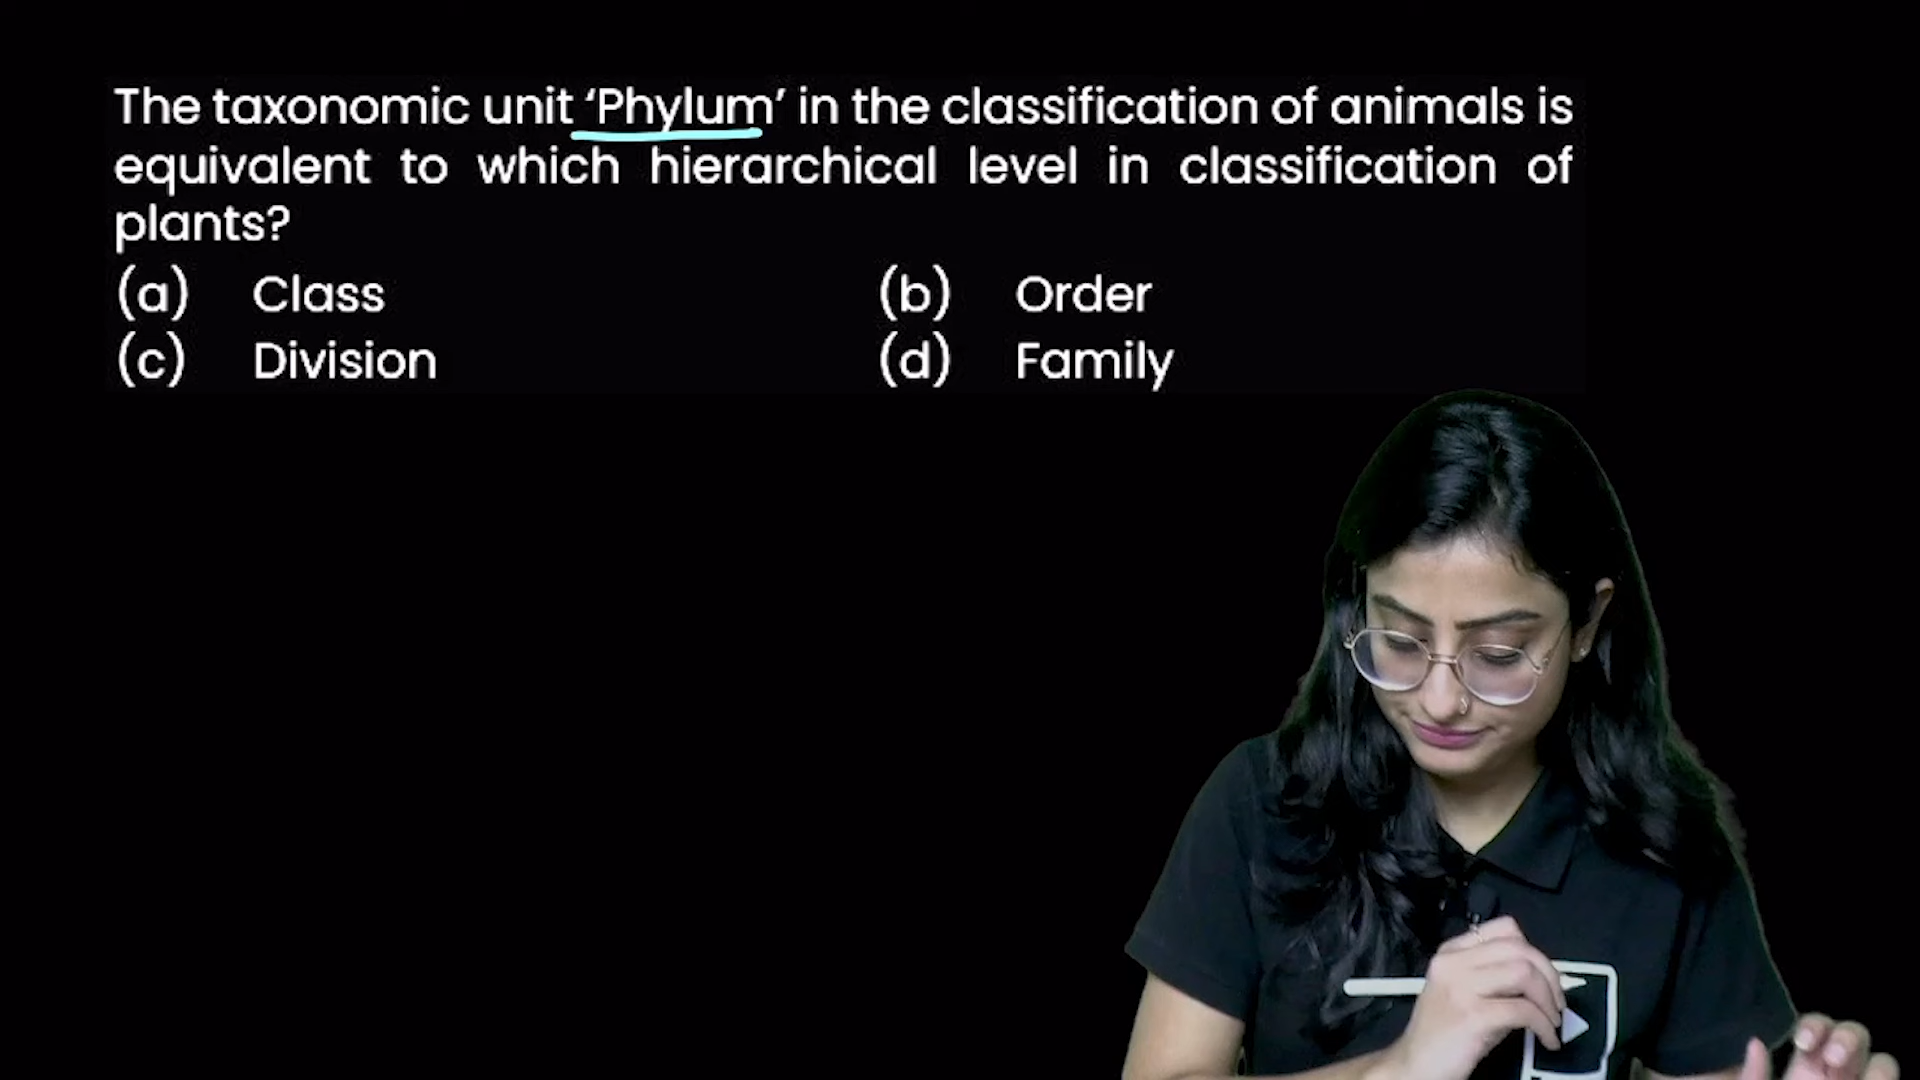 The taxonomic unit ‘Phylum’ in the classification of animals is
equivalent to which hierarchical level in classification of
plants?
(a) Class (b) Order
(c) Division (d) Family